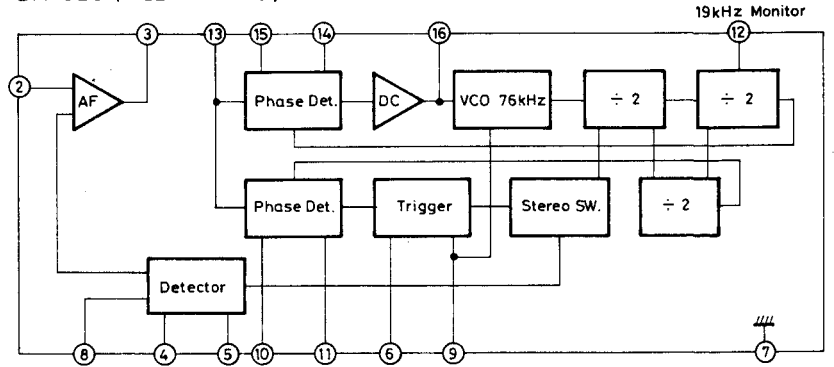 19kHz Monitor
3 13 15 14 16 12
2
AF
Phase Det.
DC
VCO 76kHz
÷ 2
÷ 2
Phase Det.
Trigger
Stereo SW.
÷ 2
Detector
8 4 5 10 11 6 9 7